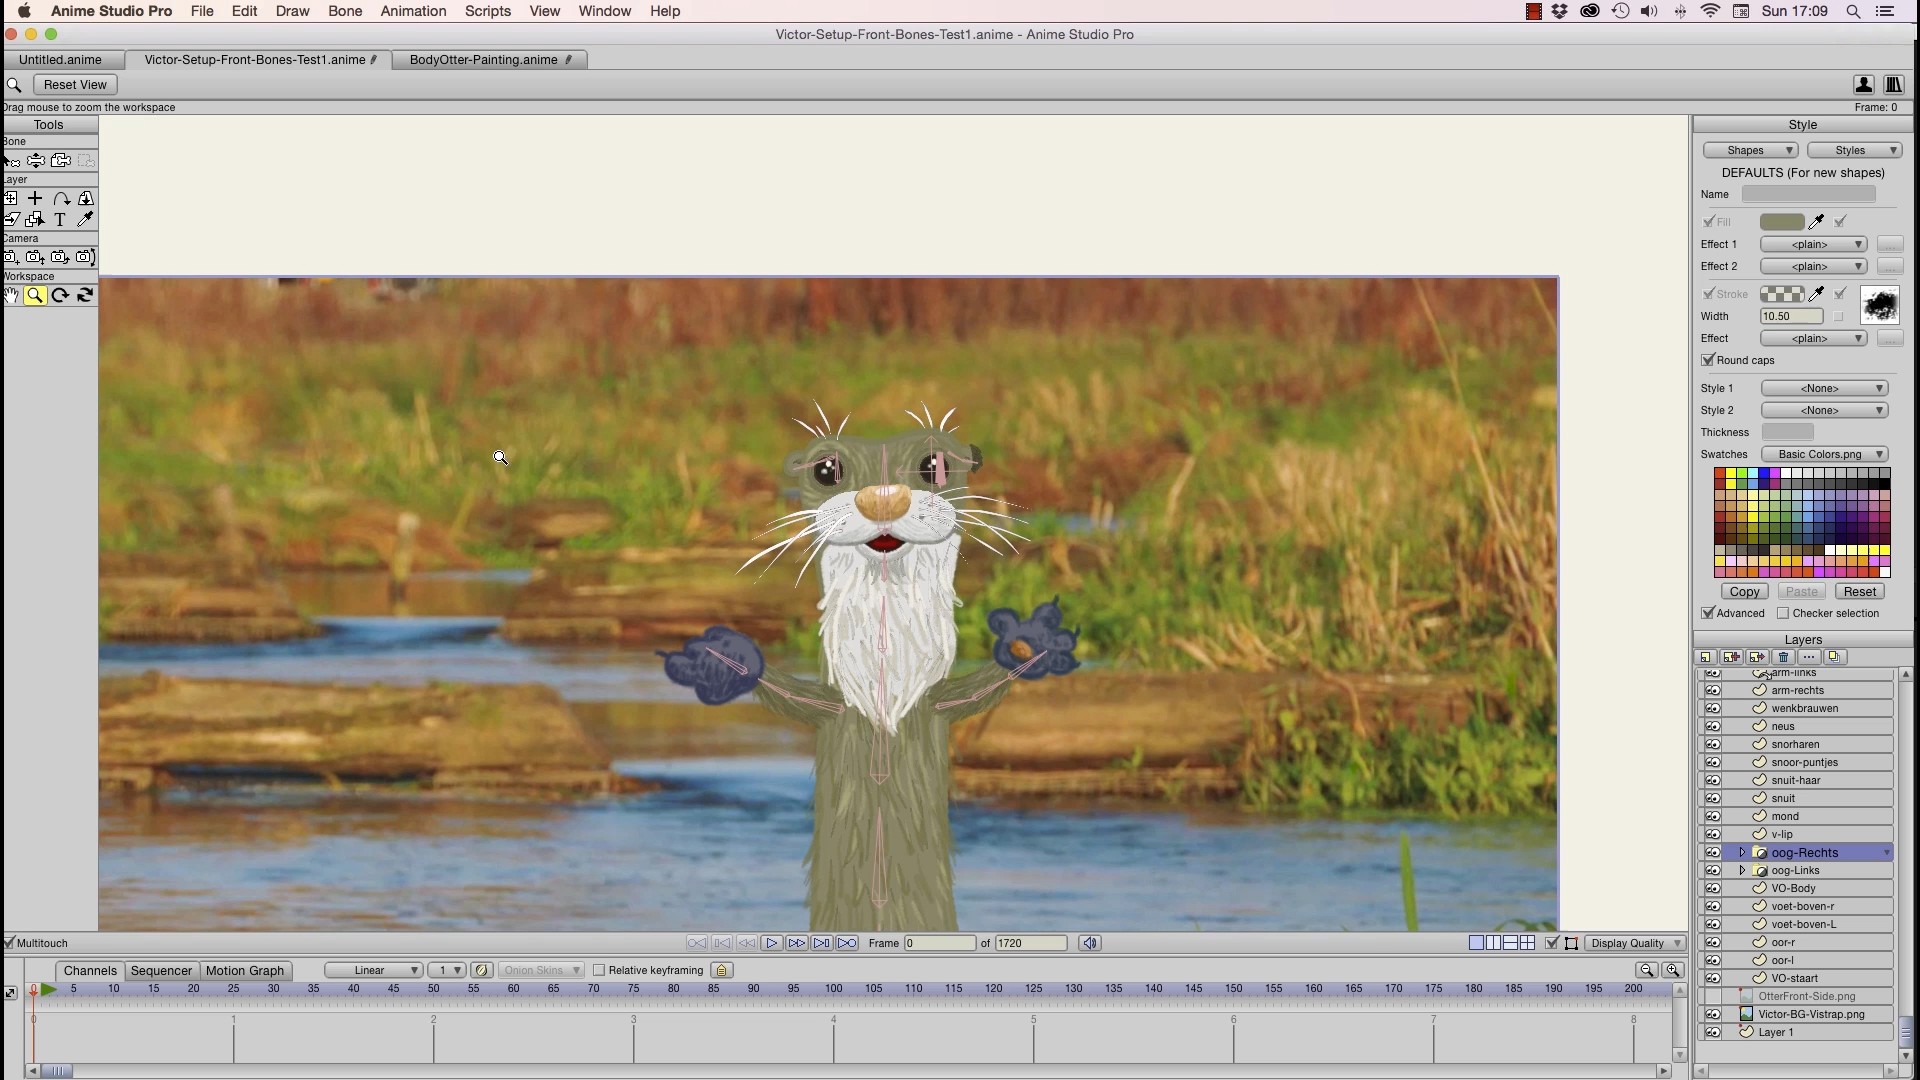 Anime Studio Pro File Edit Draw Bone Animation Scripts View Window Help Sun 17:09
Victor-Setup-Front-Bones-Test1.anime - Anime Studio Pro
Untitled.anime Victor-Setup-Front-Bones-Test1.anime BodyOtter-Painting.anime
Reset View
Drag mouse to zoom the workspace Frame: 0
Tools
Bone
Layer
T
Camera
Workspace
Style
Shapes Styles
DEFAULTS (For new shapes)
Name
Fill
Effect 1 <plain> ...
Effect 2 <plain> ...
Stroke
Width 10.50
Effect <plain> ...
Round caps
Style 1 <None>
Style 2 <None>
Thickness
Swatches Basic Colors.png
Copy Paste Reset
Advanced Checker selection
Layers
arm-links
arm-rechts
wenkbrauwen
neus
snorharen
snoor-puntjes
snuit-haar
snuit
mond
v-lip
oog-Rechts
oog-Links
VO-Body
voet-boven-r
voet-boven-L
oor-r
oor-l
VO-staart
OtterFront-Side.png
Victor-BG-Vistrap.png
Layer 1
Multitouch Frame 0 of 1720 Display Quality
Channels Sequencer Motion Graph Linear 1 Onion Skins Relative keyframing
0 5 10 15 20 25 30 35 40 45 50 55 60 65 70 75 80 85 90 95 100 105 110 115 120 125 130 135 140 145 150 155 160 165 170 175 180 185 190 195 200
0 1 2 3 4 5 6 7 8